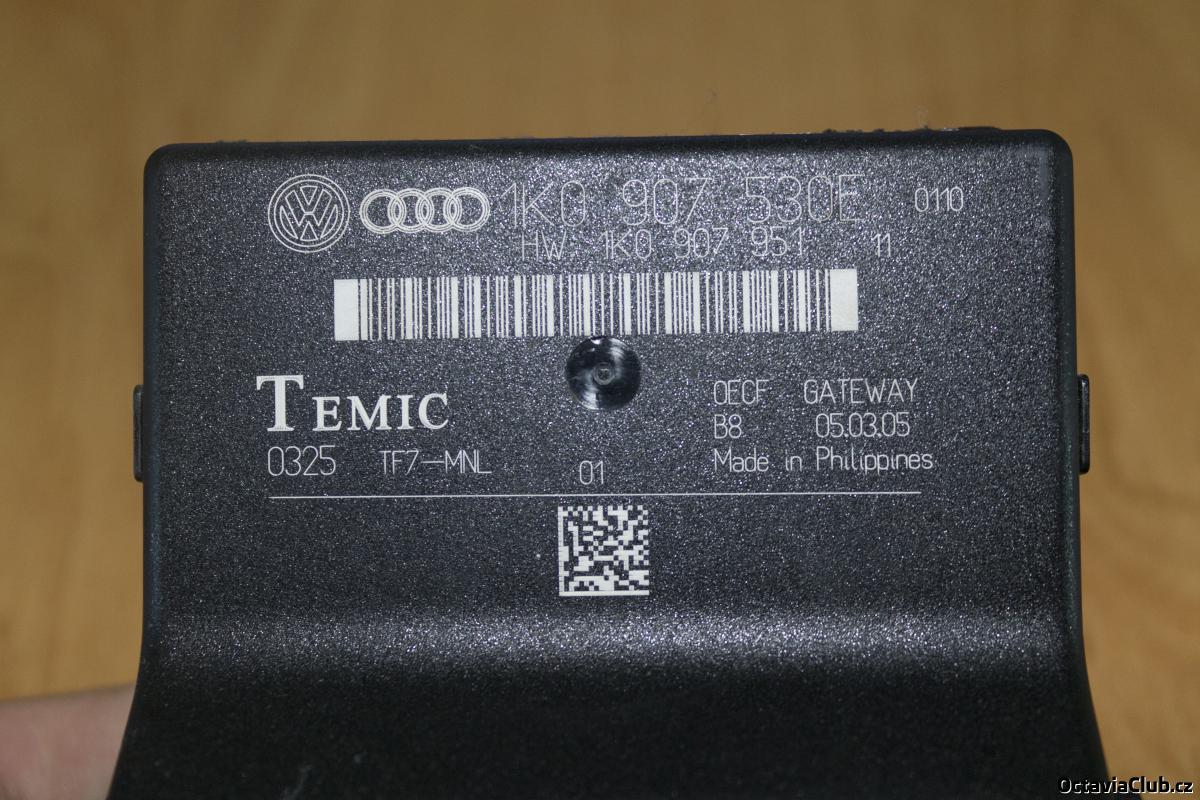 1K0 907 530E 0110
HW: 1K0 907 951 11
TEMIC
OECF GATEWAY
B8 05.03.05
0325 TF7-MNL 01 Made in Philippines
OctaviaClub.cz